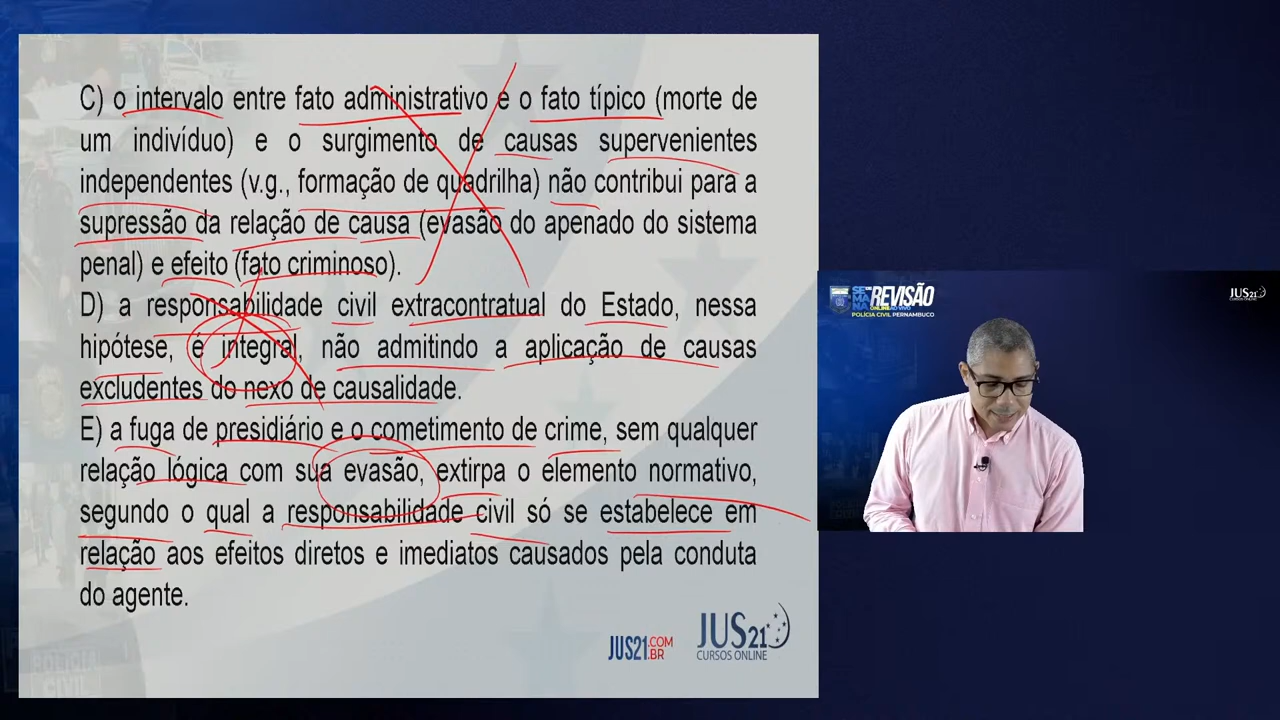 C) o intervalo entre fato administrativo e o fato típico (morte de
um indivíduo) e o surgimento de causas supervenientes
independentes (v.g., formação de quadrilha) não contribui para a
supressão da relação de causa (evasão do apenado do sistema
penal) e efeito (fato criminoso).
D) a responsabilidade civil extracontratual do Estado, nessa
hipótese, é integral, não admitindo a aplicação de causas
excludentes do nexo de causalidade.
E) a fuga de presidiário e o cometimento de crime, sem qualquer
relação lógica com sua evasão, extirpa o elemento normativo,
segundo o qual a responsabilidade civil só se estabelece em
relação aos efeitos diretos e imediatos causados pela conduta
do agente.
JUS21.COM.BR
JUS21
CURSOS ONLINE
SEMANA
REVISÃO
POLÍCIA CIVIL PERNAMBUCO
JUS21
CURSOS ONLINE